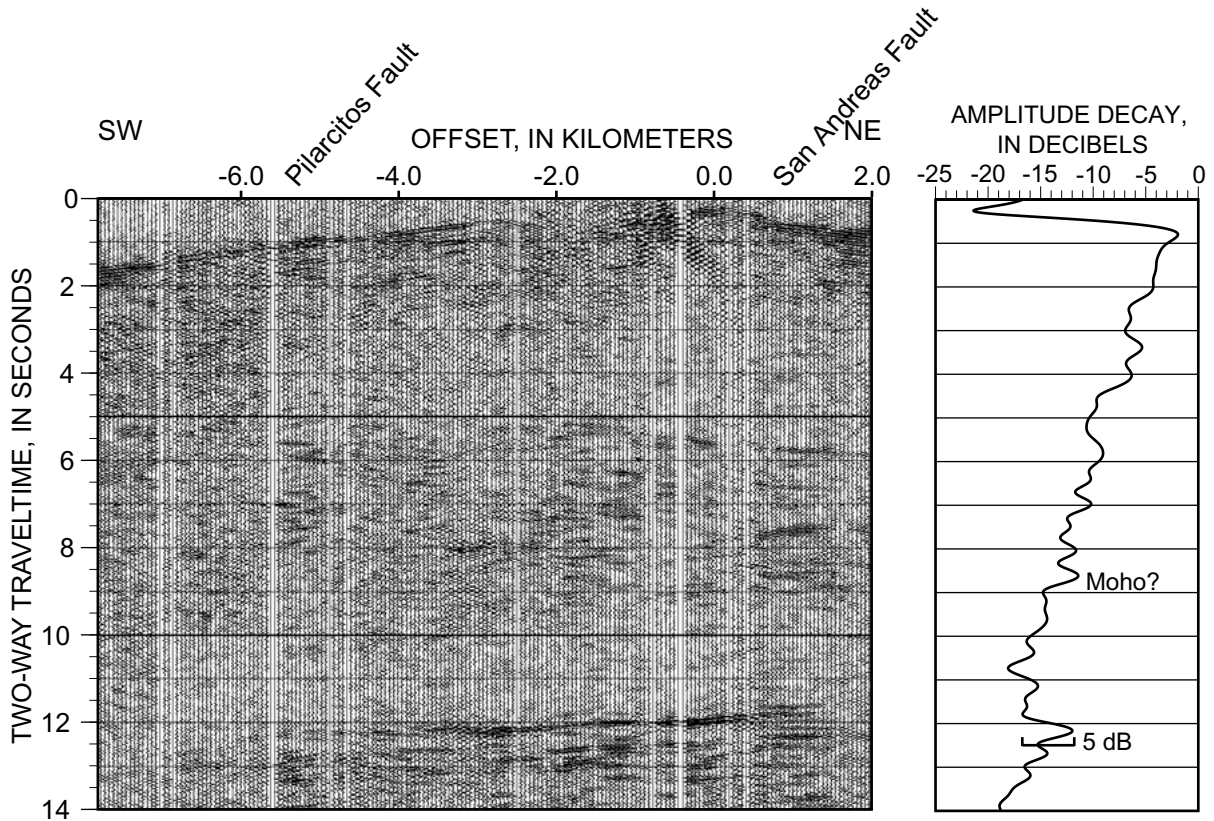 Pilarcitos Fault
San Andreas Fault
SW
OFFSET, IN KILOMETERS
NE
-6.0 -4.0 -2.0 0.0 2.0
TWO-WAY TRAVELTIME, IN SECONDS
0
2
4
6
8
10
12
14
AMPLITUDE DECAY,
IN DECIBELS
-25 -20 -15 -10 -5 0
Moho?
5 dB